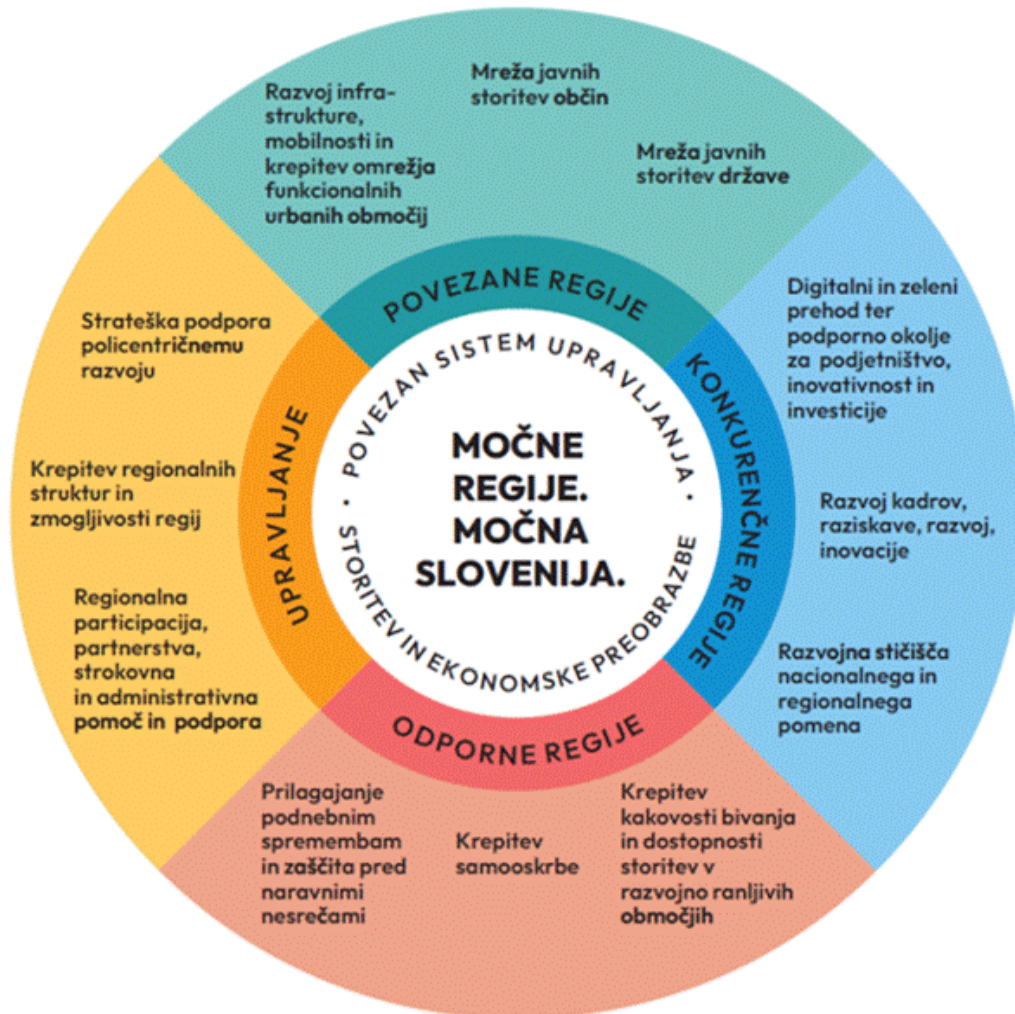 Razvoj infra-
strukture,
mobilnosti in
krepitev omrežja
funkcionalnih
urbanih območij
Mreža javnih
storitev občin
Mreža javnih
storitev države
POVEZANE REGIJE
Digitalni in zeleni
prehod ter
podporno okolje
za podjetništvo,
inovativnost in
investicije
Razvoj kadrov,
raziskave, razvoj,
inovacije
Razvojna stičišča
nacionalnega in
regionalnega
pomena
KONKURENČNE REGIJE
Strateška podpora
policentričnemu
razvoju
Krepitev regionalnih
struktur in
zmogljivosti regij
Regionalna
participacija,
partnerstva,
strokovna
in administrativna
pomoč in podpora
UPRAVLJANJE
· POVEZAN SISTEM UPRAVLJANJA ·
STORITEV IN EKONOMSKE PREOBRAZBE
MOČNE
REGIJE.
MOČNA
SLOVENIJA.
ODPORNE REGIJE
Prilagajanje
podnebnim
spremembam
in zaščita pred
naravnimi
nesrečami
Krepitev
samooskrbe
Krepitev
kakovosti bivanja
in dostopnosti
storitev v
razvojno ranljivih
območjih